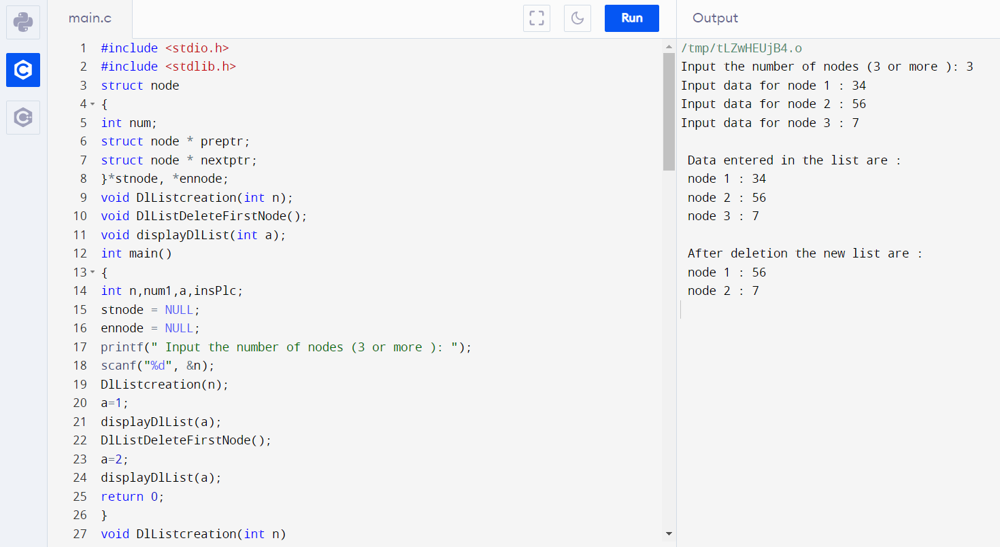 main.c
Run
1 #include <stdio.h>
2 #include <stdlib.h>
3 struct node
4 {
5 int num;
6 struct node * preptr;
7 struct node * nextptr;
8 }*stnode, *ennode;
9 void DlListcreation(int n);
10 void DlListDeleteFirstNode();
11 void displayDlList(int a);
12 int main()
13 {
14 int n,num1,a,insPlc;
15 stnode = NULL;
16 ennode = NULL;
17 printf(" Input the number of nodes (3 or more ): ");
18 scanf("%d", &n);
19 DlListcreation(n);
20 a=1;
21 displayDlList(a);
22 DlListDeleteFirstNode();
23 a=2;
24 displayDlList(a);
25 return 0;
26 }
27 void DlListcreation(int n)
Output
/tmp/tLZwHEUjB4.o
Input the number of nodes (3 or more ): 3
Input data for node 1 : 34
Input data for node 2 : 56
Input data for node 3 : 7
Data entered in the list are :
node 1 : 34
node 2 : 56
node 3 : 7
After deletion the new list are :
node 1 : 56
node 2 : 7